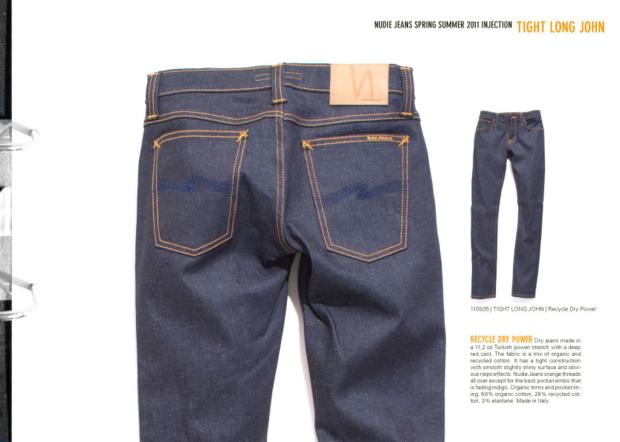 NUDIE JEANS SPRING SUMMER 2011 INJECTION TIGHT LONG JOHN
Nudie Jeans
110935 | TIGHT LONG JOHN | Recycle Dry Power
RECYCLE DRY POWER Dry jeans made in
a 11,2 oz Turkish power stretch with a deep
red cast. The fabric is a mix of organic and
recycled cotton. It has a tight construction
with smooth slightly shiny surface and obvi-
ous neps effects. Nudie Jeans orange threads
all over except for the back pocket embo that
is fading indigo. Organic trims and pocket lin-
ing. 68% organic cotton, 29% recycled cot-
ton, 3% elastane. Made in Italy.